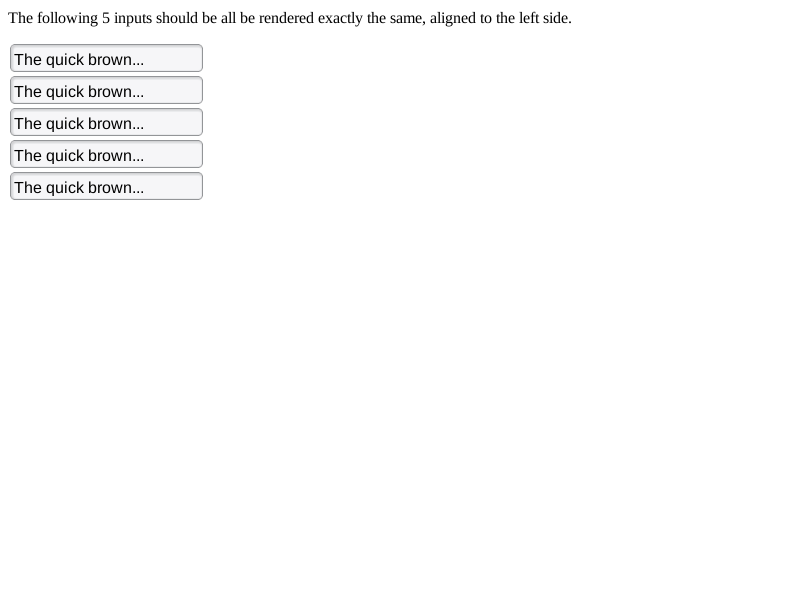 The following 5 inputs should be all be rendered exactly the same, aligned to the left side.
The quick brown...
The quick brown...
The quick brown...
The quick brown...
The quick brown...